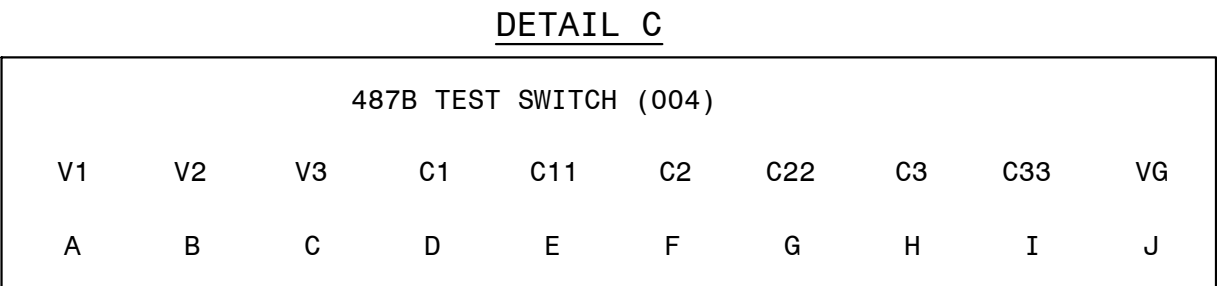 DETAIL C
487B TEST SWITCH (004)
V1 V2 V3 C1 C11 C2 C22 C3 C33 VG
A B C D E F G H I J